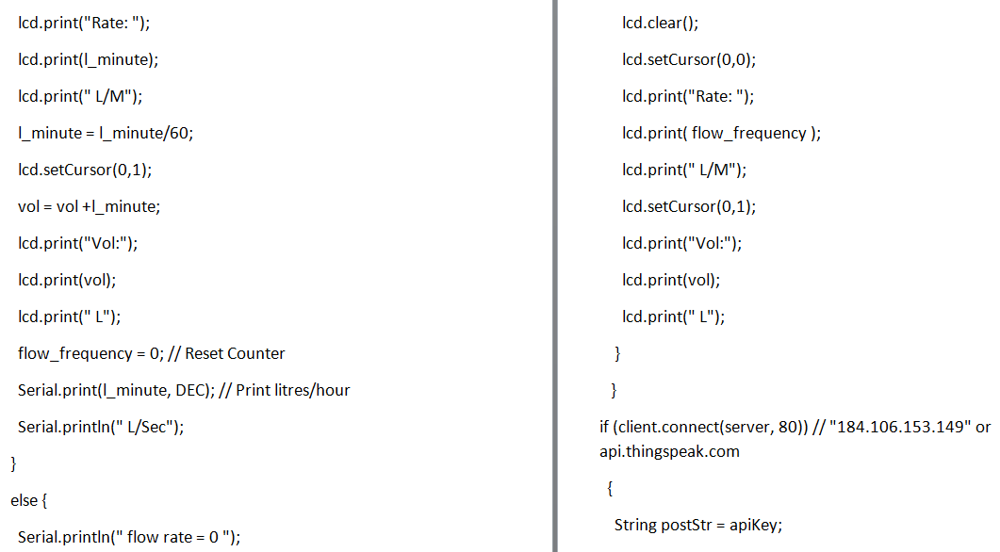 lcd.print("Rate: ");
lcd.print(l_minute);
lcd.print(" L/M");
l_minute = l_minute/60;
lcd.setCursor(0,1);
vol = vol +l_minute;
lcd.print("Vol:");
lcd.print(vol);
lcd.print(" L");
flow_frequency = 0; // Reset Counter
Serial.print(l_minute, DEC); // Print litres/hour
Serial.println(" L/Sec");
}
else {
Serial.println(" flow rate = 0 ");
lcd.clear();
lcd.setCursor(0,0);
lcd.print("Rate: ");
lcd.print( flow_frequency );
lcd.print(" L/M");
lcd.setCursor(0,1);
lcd.print("Vol:");
lcd.print(vol);
lcd.print(" L");
}
}
if (client.connect(server, 80)) // "184.106.153.149" or
api.thingspeak.com
{
String postStr = apiKey;